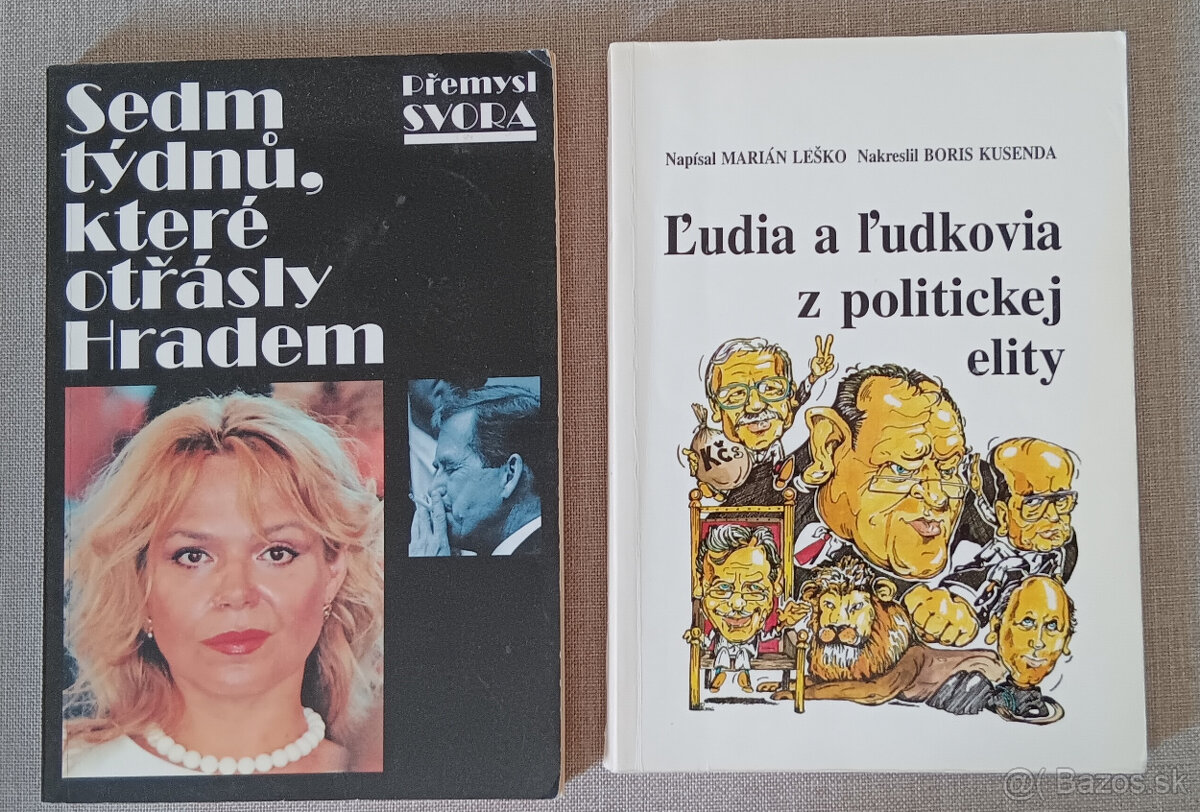 Sedm
týdnů,
které
otřásly
Hradem
Přemysl
SVORA
Napísal MARIÁN LEŠKO Nakreslil BORIS KUSENDA
Ľudia a ľudkovia
z politickej
elity
Kčs
@( Bazos.sk